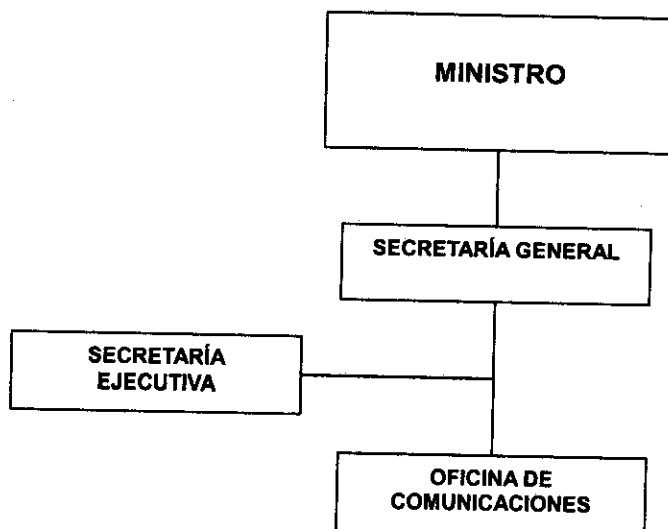 MINISTRO
SECRETARÍA GENERAL
SECRETARÍA
EJECUTIVA
OFICINA DE
COMUNICACIONES